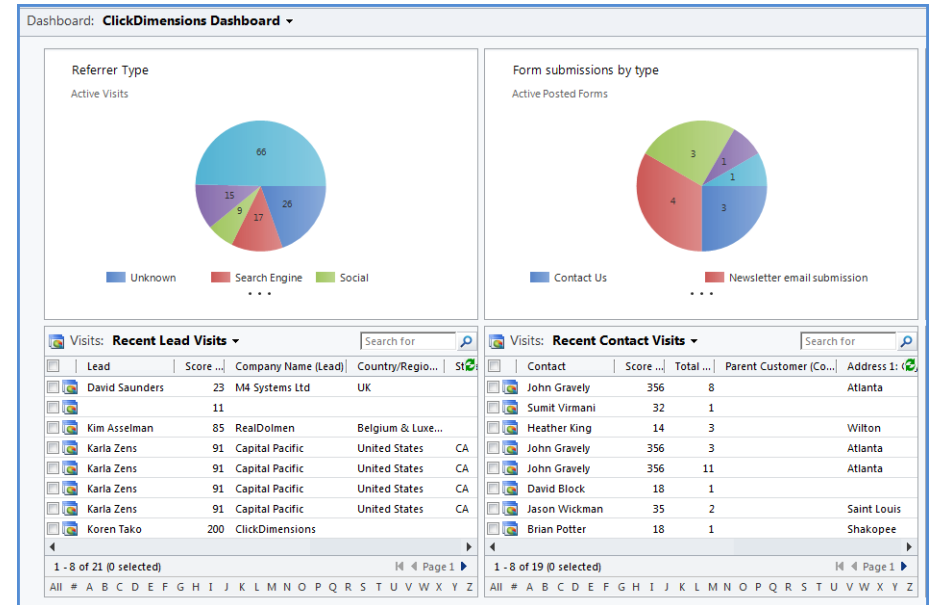 Dashboard: ClickDimensions Dashboard
Referrer Type
Active Visits
66
15
9
17
26
Unknown Search Engine Social
...
Form submissions by type
Active Posted Forms
3
1
1
4
3
Contact Us Newsletter email submission
...
Visits: Recent Lead Visits Search for
Lead Score ... Company Name (Lead) Country/Regio...
David Saunders 23 M4 Systems Ltd UK
11
Kim Asselman 85 RealDolmen Belgium & Luxe...
Karla Zens 91 Capital Pacific United States CA
Karla Zens 91 Capital Pacific United States CA
Karla Zens 91 Capital Pacific United States CA
Karla Zens 91 Capital Pacific United States CA
Koren Tako 200 ClickDimensions
1 - 8 of 21 (0 selected) Page 1
All # A B C D E F G H I J K L M N O P Q R S T U V W X Y Z
Visits: Recent Contact Visits Search for
Contact Score ... Total ... Parent Customer (Co... Address 1:
John Gravely 356 8 Atlanta
Sumit Virmani 32 1
Heather King 14 3 Wilton
John Gravely 356 3 Atlanta
John Gravely 356 11 Atlanta
David Block 18 1
Jason Wickman 35 2 Saint Louis
Brian Potter 18 1 Shakopee
1 - 8 of 19 (0 selected) Page 1
All # A B C D E F G H I J K L M N O P Q R S T U V W X Y Z